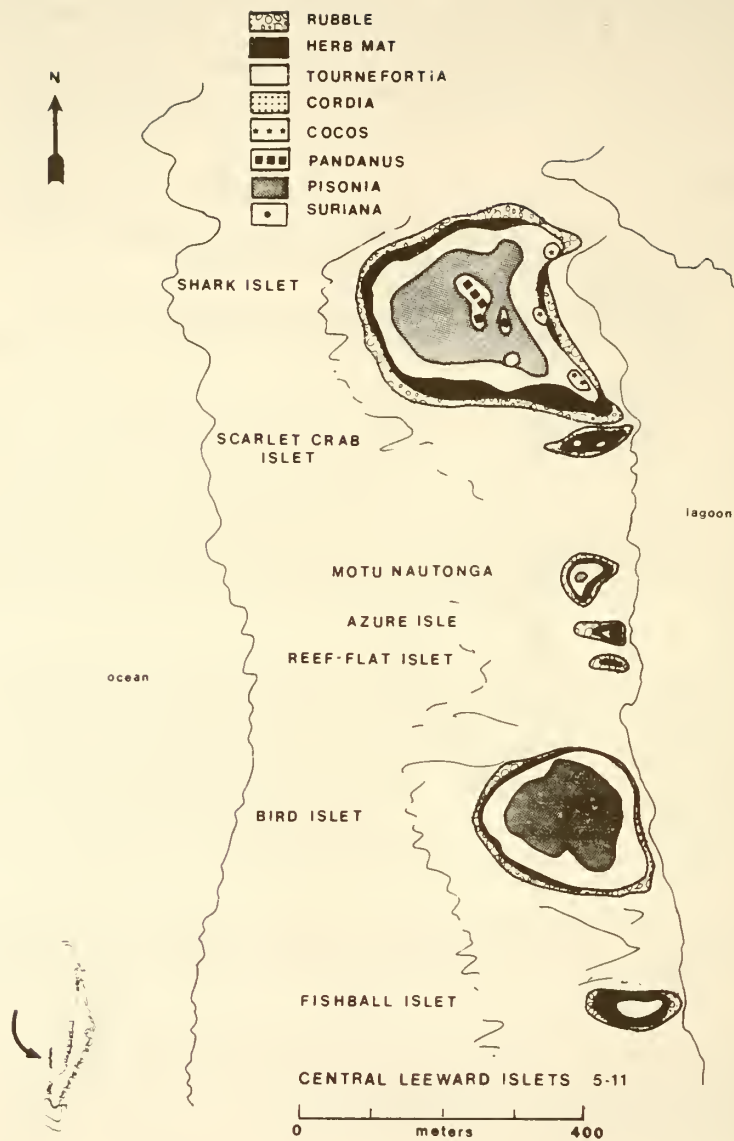 RUBBLE
HERB MAT
N
TOURNEFORTiA
CORDIA
COCOS
PANDANUS
PISONIA
SURIANA
SHARK ISLET
SCARLET CRAB
ISLET
lagoon
MOTU NAUTONGA
AZURE ISLE
REEF-FLAT ISLET
ocean
BIRD ISLET
FISHBALL ISLET
CENTRAL LEEWARD ISLETS 5-11
0 meters 400